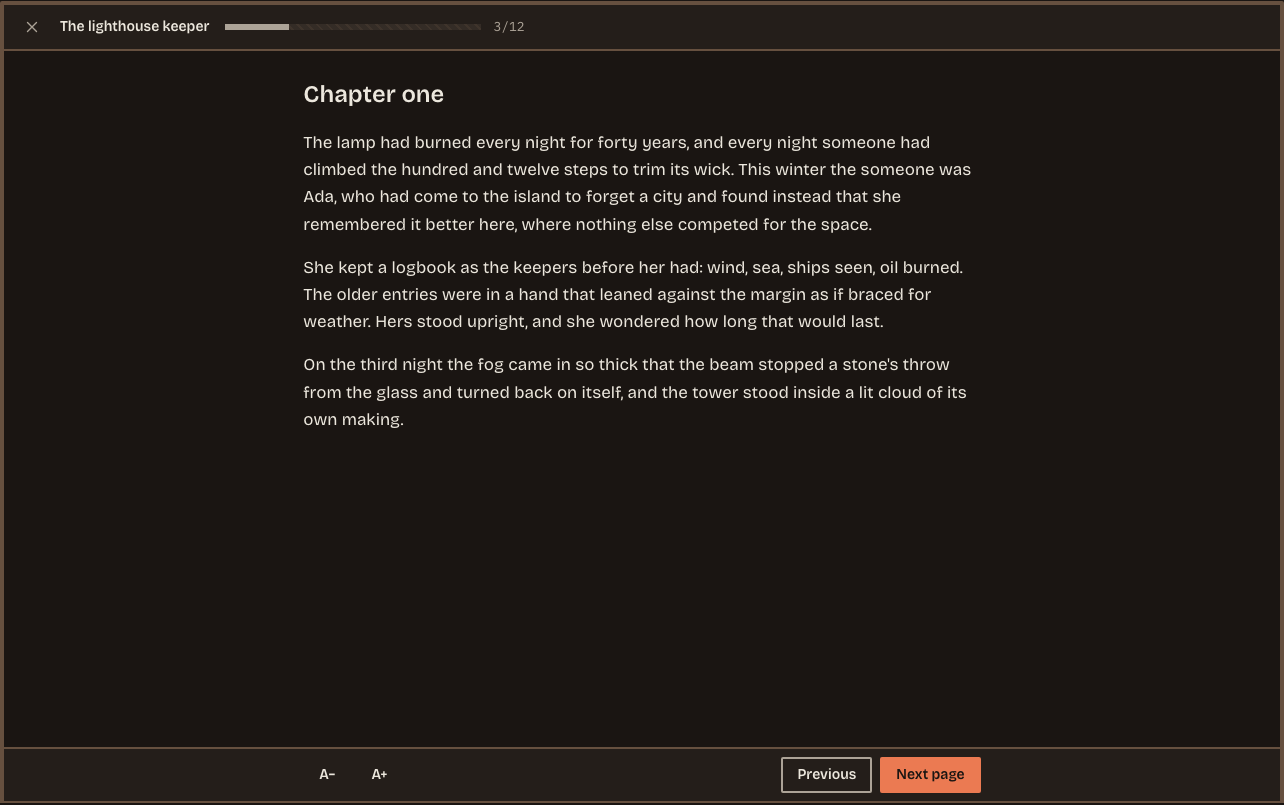 The lighthouse keeper
3/12
Chapter one
The lamp had burned every night for forty years, and every night someone had
climbed the hundred and twelve steps to trim its wick. This winter the someone was
Ada, who had come to the island to forget a city and found instead that she
remembered it better here, where nothing else competed for the space.
She kept a logbook as the keepers before her had: wind, sea, ships seen, oil burned.
The older entries were in a hand that leaned against the margin as if braced for
weather. Hers stood upright, and she wondered how long that would last.
On the third night the fog came in so thick that the beam stopped a stone's throw
from the glass and turned back on itself, and the tower stood inside a lit cloud of its
own making.
A-
A+
Previous
Next page